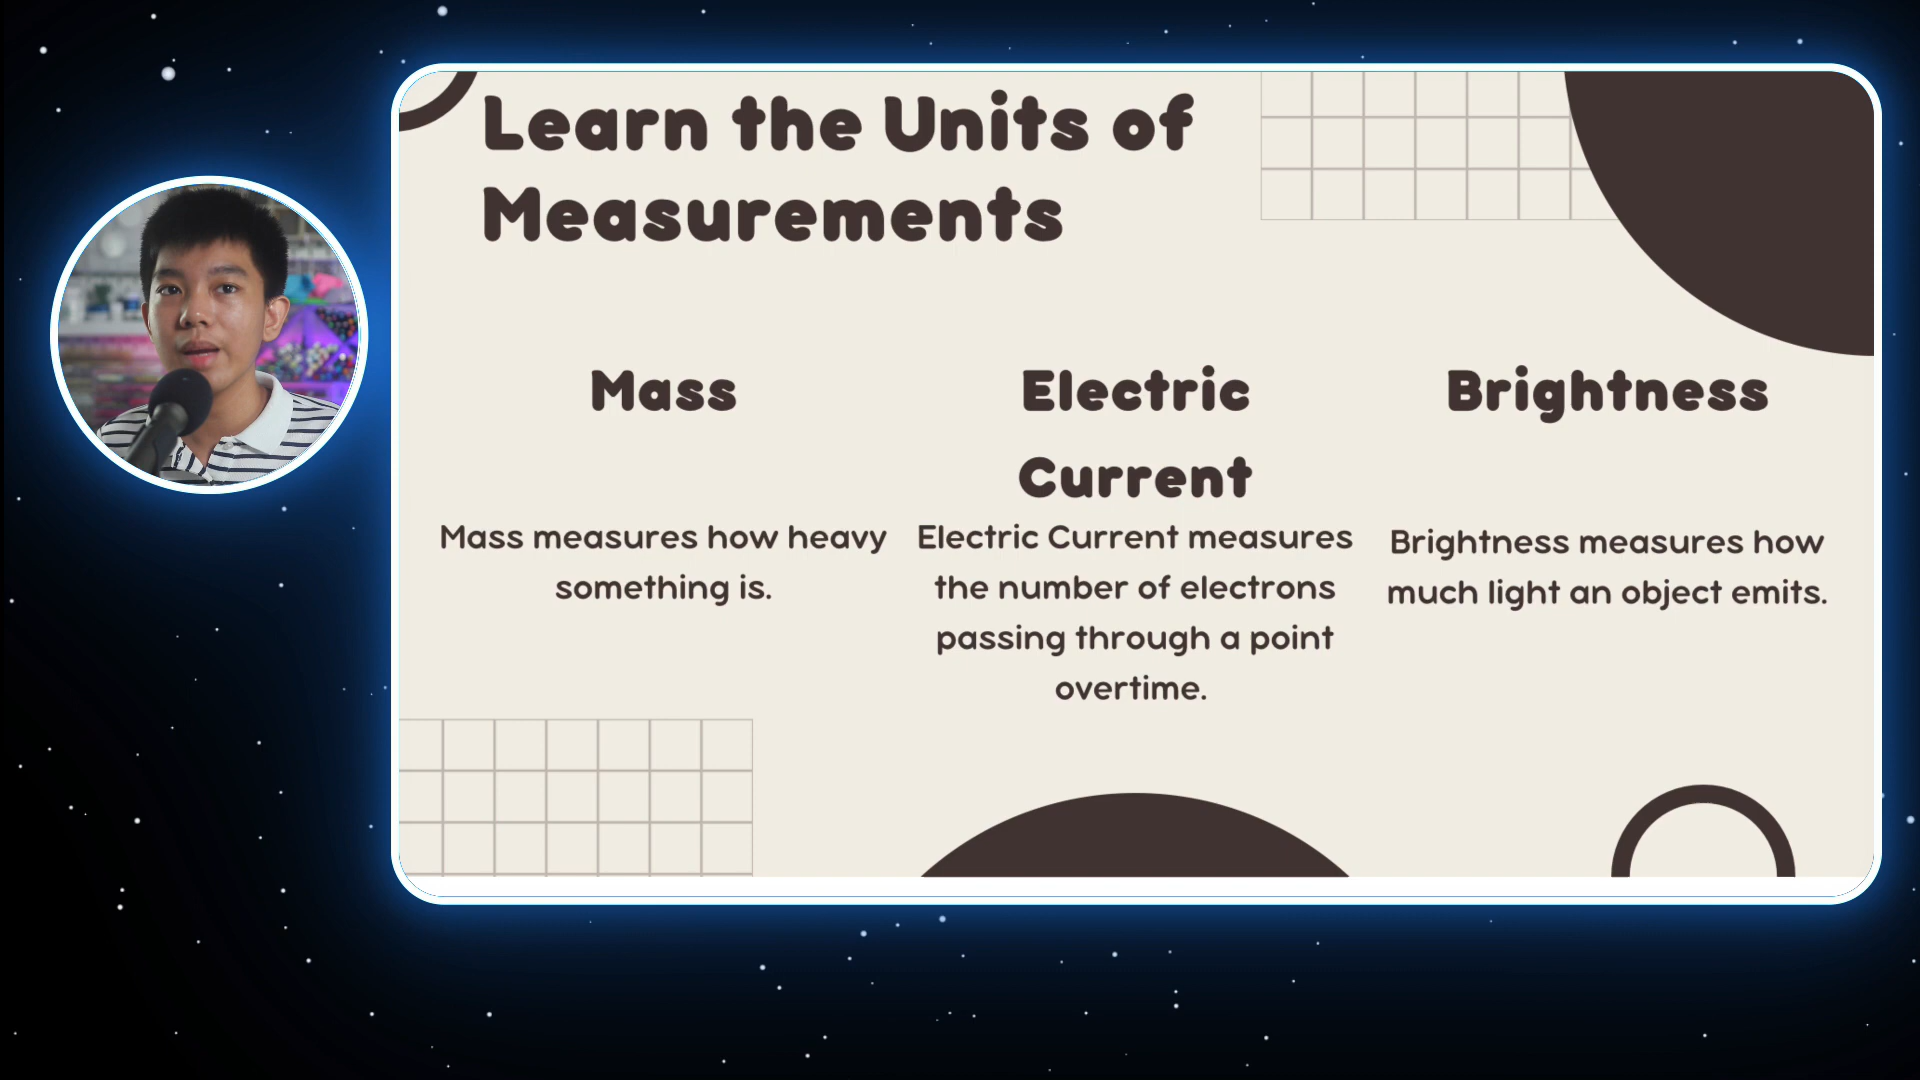 Learn the Units of
Measurements
Mass
Mass measures how heavy
something is.
Electric
Current
Electric Current measures
the number of electrons
passing through a point
overtime.
Brightness
Brightness measures how
much light an object emits.